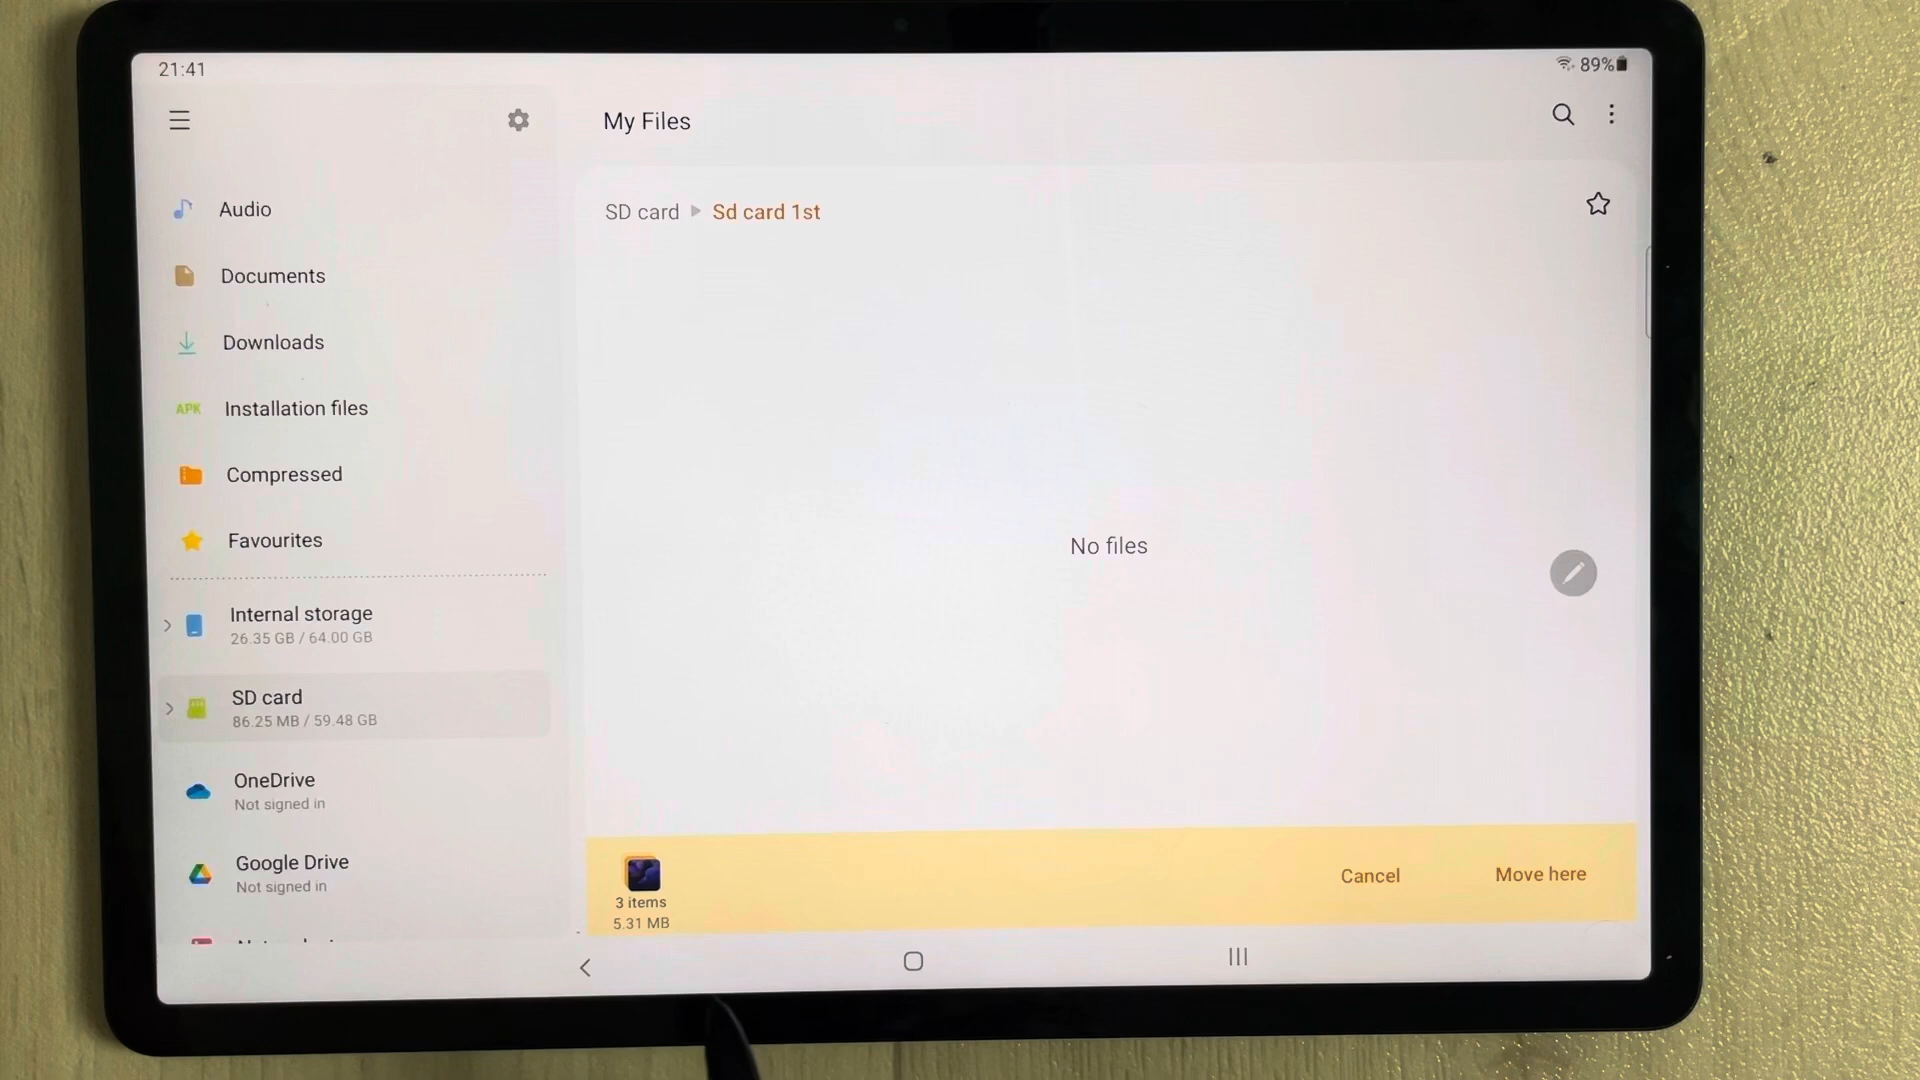 21:41
89%
My Files
Audio
Documents
Downloads
APK Installation files
Compressed
Favourites
Internal storage
26.35 GB / 64.00 GB
SD card
86.25 MB / 59.48 GB
OneDrive
Not signed in
Google Drive
Not signed in
SD card Sd card 1st
No files
3 items
5.31 MB
Cancel
Move here